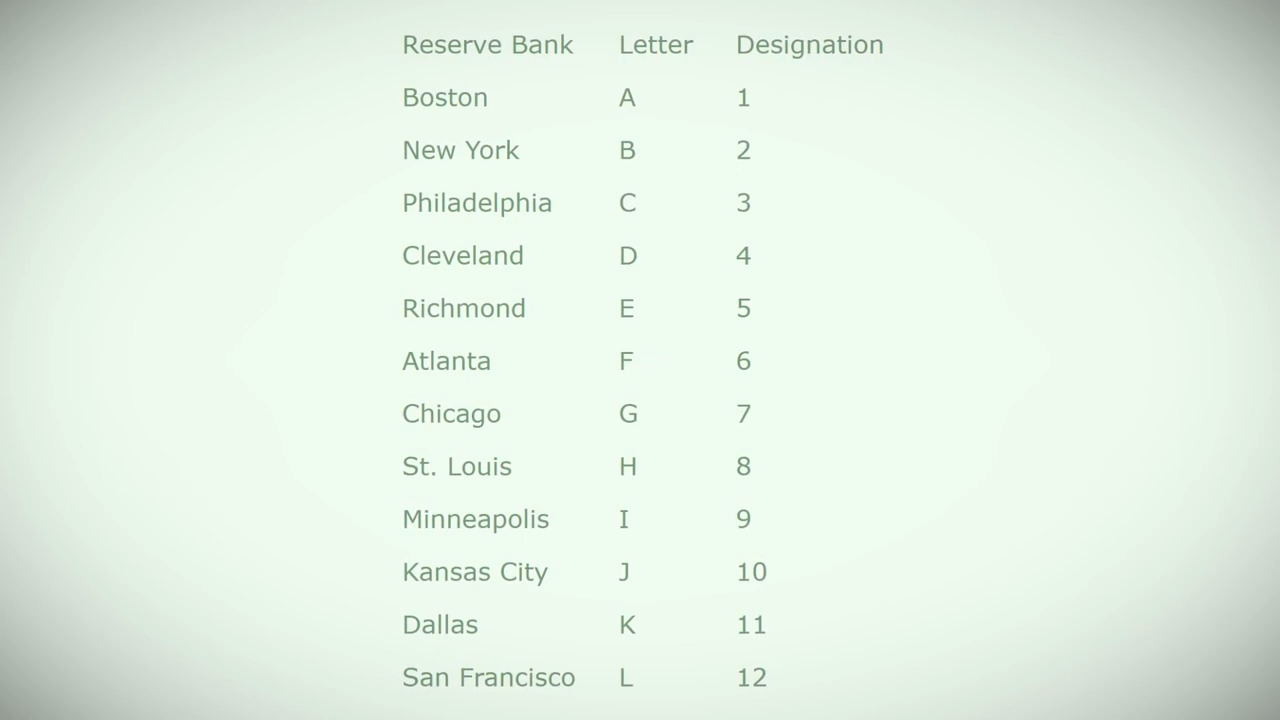 Reserve Bank Letter Designation
Boston A 1
New York B 2
Philadelphia C 3
Cleveland D 4
Richmond E 5
Atlanta F 6
Chicago G 7
St. Louis H 8
Minneapolis I 9
Kansas City J 10
Dallas K 11
San Francisco L 12